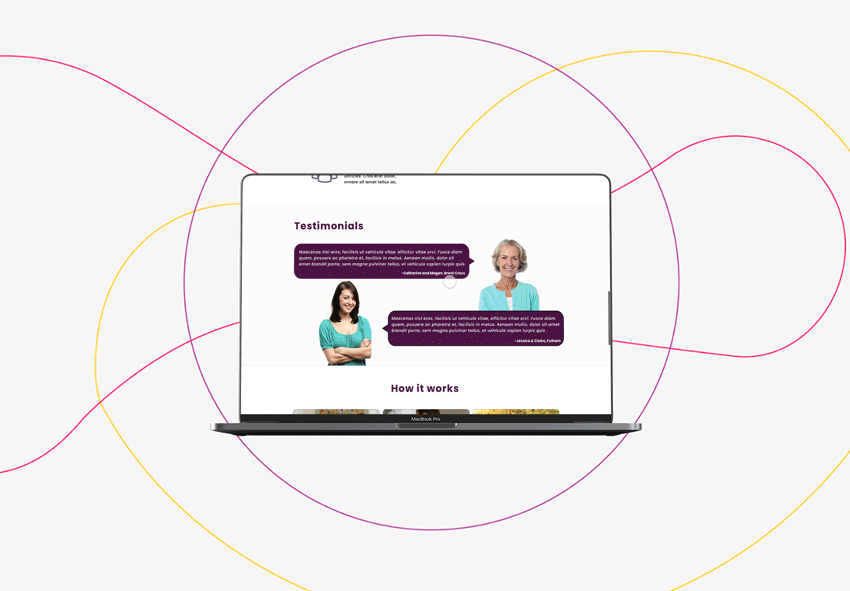 ultricies. Cras erat dolor,
ornare sit amet tellus ac,
Testimonials
Maecenas nisl eros, facilisis ut vehicula vitae, efficitur vitae orci. Fusce diam
quam, posuere ac pharetra et, facilisis in metus. Aenean mollis, dolor sit
amet blandit porta, sem magna pulvinar tellus, et vehicula sapien turpis quis
-Catherine and Megan, Brent Cross
Maecenas nisl eros, facilisis ut vehicula vitae, efficitur vitae orci. Fusce diam
quam, posuere ac pharetra et, facilisis in metus. Aenean mollis, dolor sit amet
blandit porta, sem magna pulvinar tellus, et vehicula sapien turpis quis .
-Jessica & Claire, Fulham
How it works
MacBook Pro